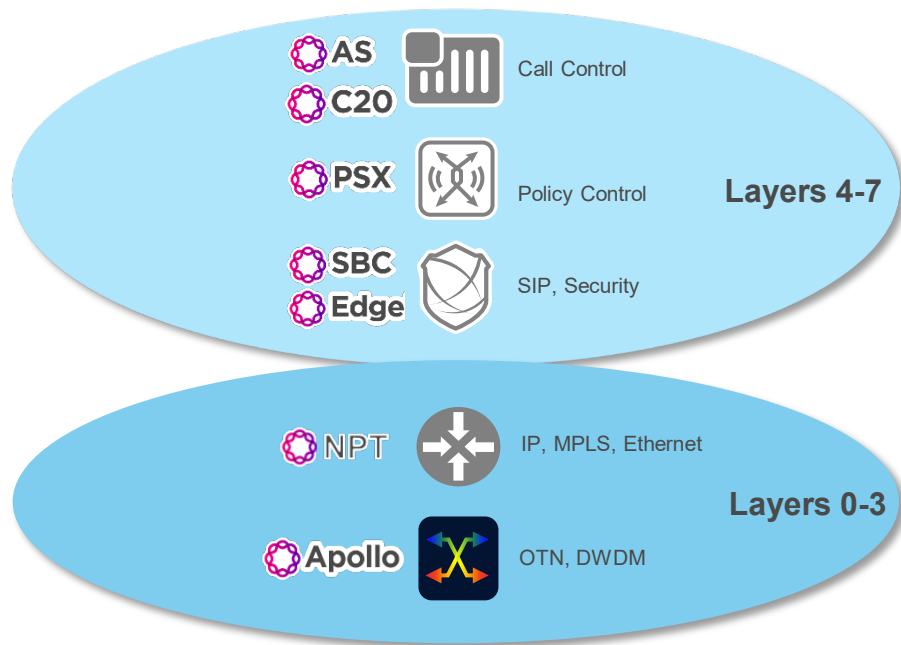 AS
C20
Call Control
PSX
Policy Control
Layers 4-7
SBC
Edge
SIP, Security
NPT
IP, MPLS, Ethernet
Layers 0-3
Apollo
OTN, DWDM